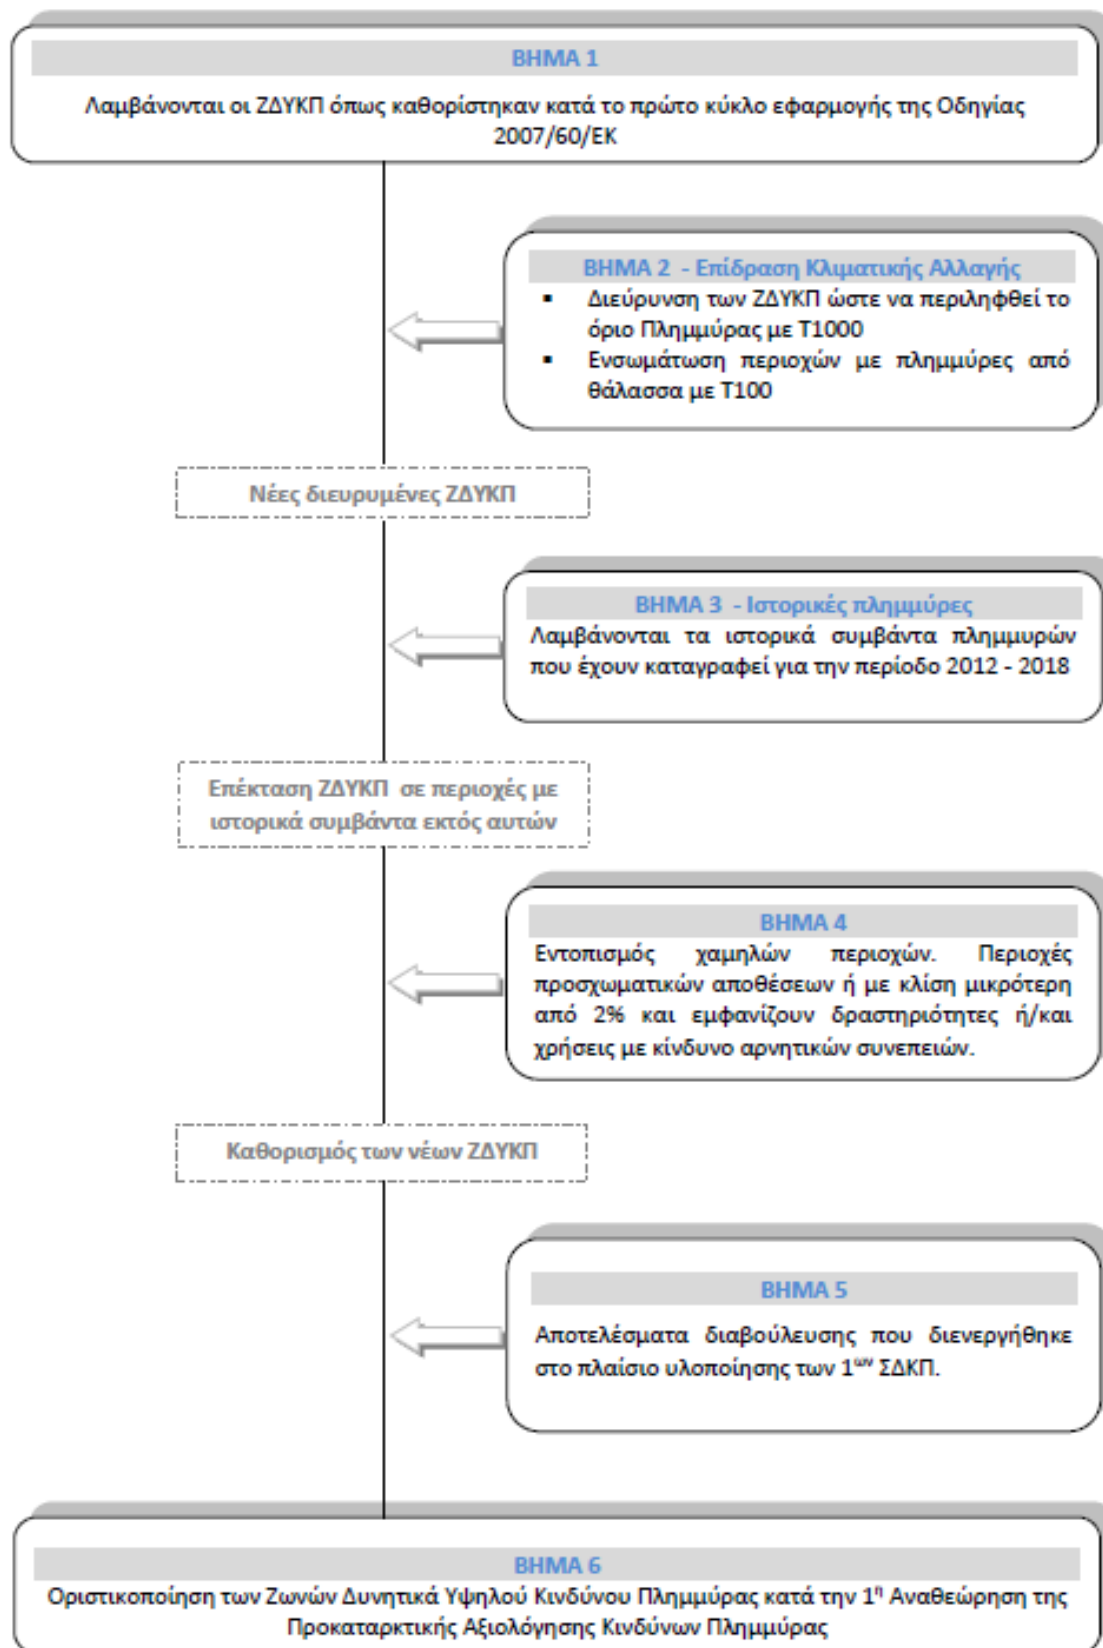 ΒΗΜΑ 1
Λαμβάνονται οι ΖΔΥΚΠ όπως καθορίστηκαν κατά το πρώτο κύκλο εφαρμογής της Οδηγίας
2007/60/ΕΚ
ΒΗΜΑ 2 - Επίδραση Κλιματικής Αλλαγής
▪ Διεύρυνση των ΖΔΥΚΠ ώστε να περιληφθεί το
όριο Πλημμύρας με Τ1000
▪ Ενσωμάτωση περιοχών με πλημμύρες από
θάλασσα με Τ100
Νέες διευρυμένες ΖΔΥΚΠ
ΒΗΜΑ 3 - Ιστορικές πλημμύρες
Λαμβάνονται τα ιστορικά συμβάντα πλημμυρών
που έχουν καταγραφεί για την περίοδο 2012 - 2018
Επέκταση ΖΔΥΚΠ σε περιοχές με
ιστορικά συμβάντα εκτός αυτών
ΒΗΜΑ 4
Εντοπισμός χαμηλών περιοχών. Περιοχές
προσχωματικών αποθέσεων ή με κλίση μικρότερη
από 2% και εμφανίζουν δραστηριότητες ή/και
χρήσεις με κίνδυνο αρνητικών συνεπειών.
Καθορισμός των νέων ΖΔΥΚΠ
ΒΗΜΑ 5
Αποτελέσματα διαβούλευσης που διενεργήθηκε
στο πλαίσιο υλοποίησης των 1ων ΣΔΚΠ.
ΒΗΜΑ 6
Οριστικοποίηση των Ζωνών Δυνητικά Υψηλού Κινδύνου Πλημμύρας κατά την 1η Αναθεώρηση της
Προκαταρκτικής Αξιολόγησης Κινδύνων Πλημμύρας